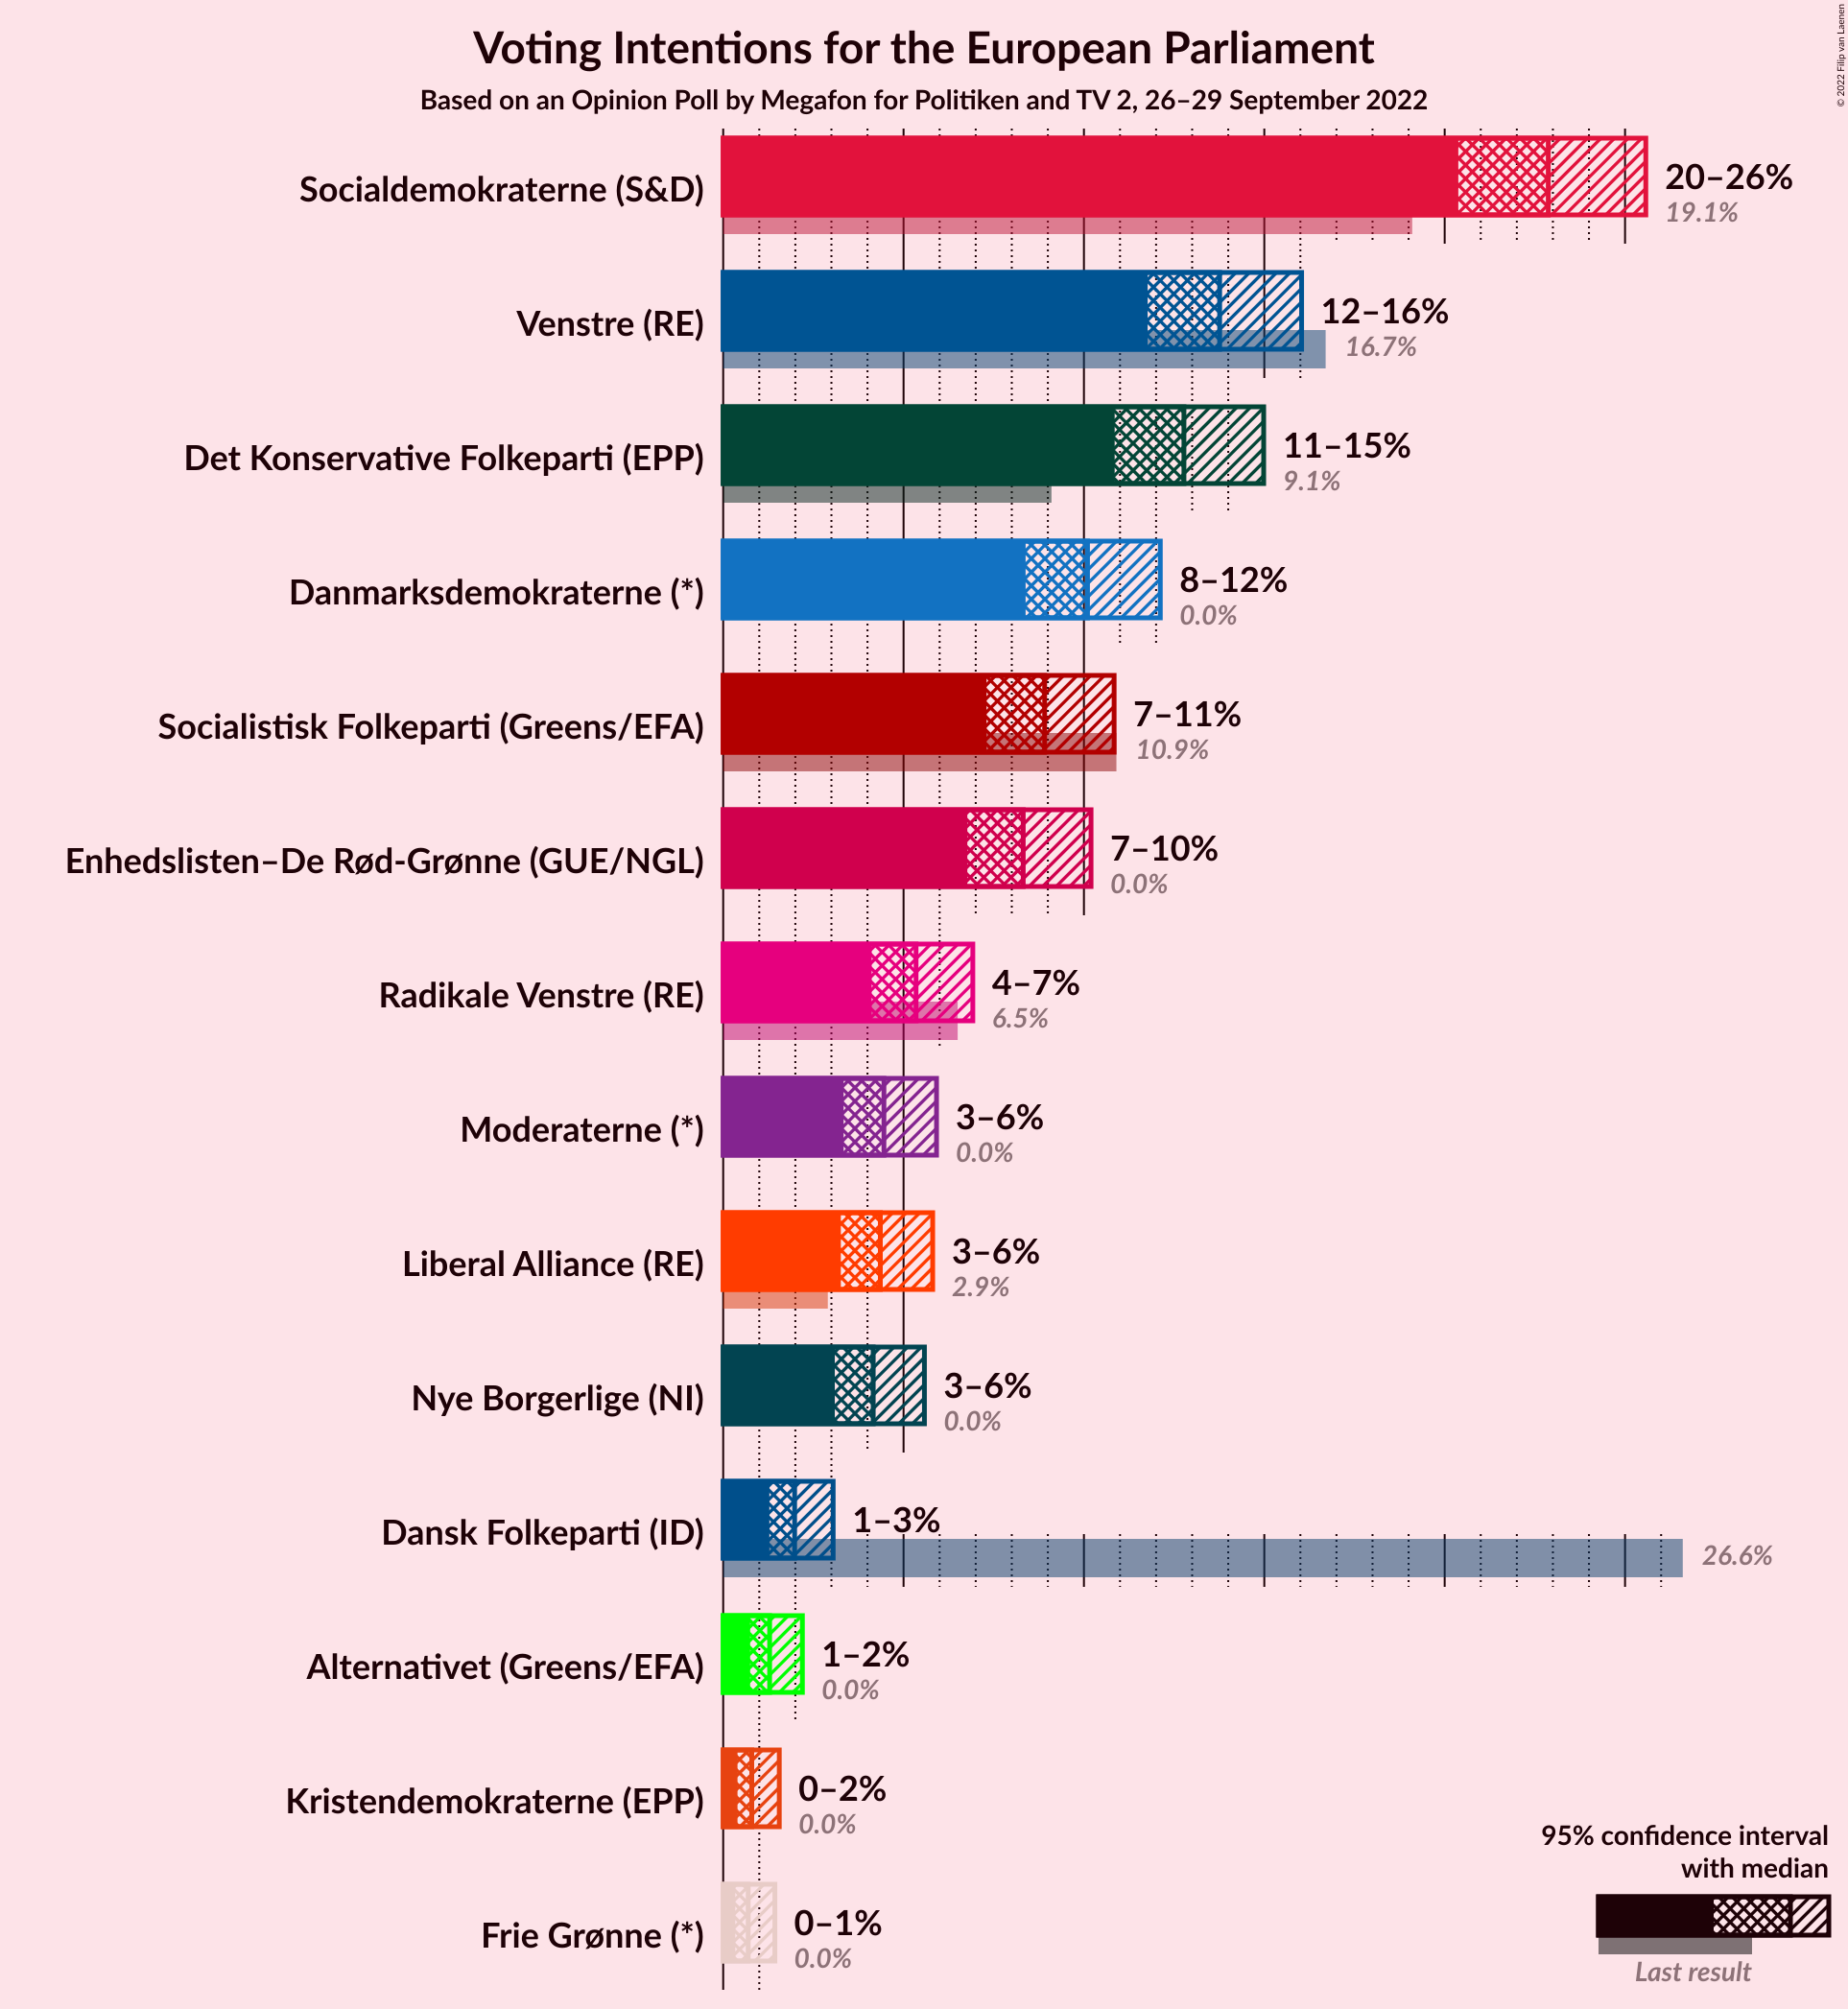 Voting Intentions for the European Parliament
Based on an Opinion Poll by Megafon for Politiken and TV 2, 26–29 September 2022
© 2022 Filip van Laenen
Socialdemokraterne (S&D)
20–26%
19.1%
Venstre (RE)
12–16%
16.7%
Det Konservative Folkeparti (EPP)
11–15%
9.1%
Danmarksdemokraterne (*)
8–12%
0.0%
Socialistisk Folkeparti (Greens/EFA)
7–11%
10.9%
Enhedslisten–De Rød-Grønne (GUE/NGL)
7–10%
0.0%
Radikale Venstre (RE)
4–7%
6.5%
Moderaterne (*)
3–6%
0.0%
Liberal Alliance (RE)
3–6%
2.9%
Nye Borgerlige (NI)
3–6%
0.0%
Dansk Folkeparti (ID)
1–3%
26.6%
Alternativet (Greens/EFA)
1–2%
0.0%
Kristendemokraterne (EPP)
0–2%
0.0%
Frie Grønne (*)
0–1%
0.0%
95% confidence interval
with median
Last result